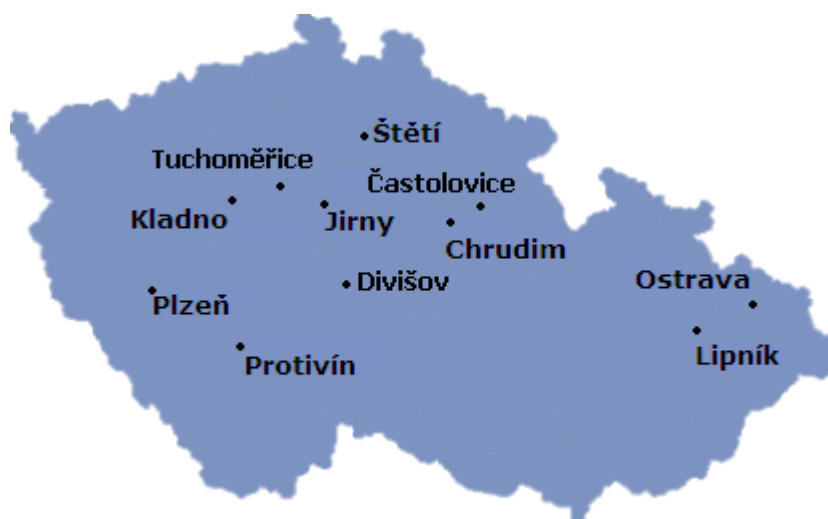 Štětí
Tuchoměřice
Častolovice
Kladno
Jirny
Chrudim
Ostrava
Divišov
Plzeň
Lipník
Protivín